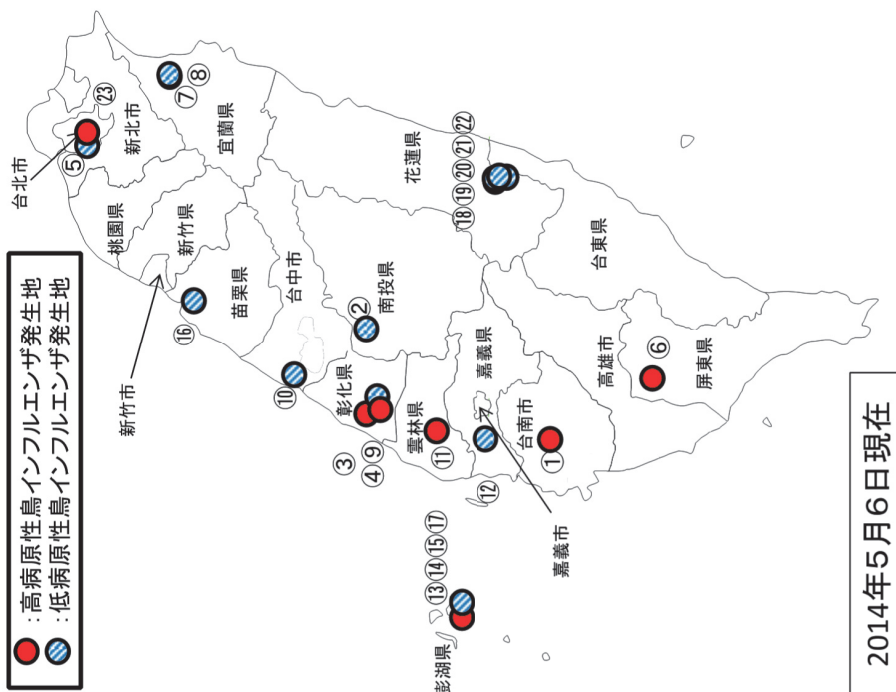 ：高病原性鳥インフルエンザ発生地
：低病原性鳥インフルエンザ発生地
台北市
⑤
㉓
新北市
桃園県
新竹県
新竹市
⑦ ⑧
宜蘭県
苗栗県
⑯
台中市
⑩
②
南投県
花蓮県
⑱ ⑲ ⑳ ㉑ ㉒
彰化県
③
④ ⑨
雲林県
⑪
嘉義県
⑫
嘉義市
台南市
①
高雄市
⑥
屏東県
台東県
⑬ ⑭ ⑮ ⑰
澎湖県
2014年5月6日現在